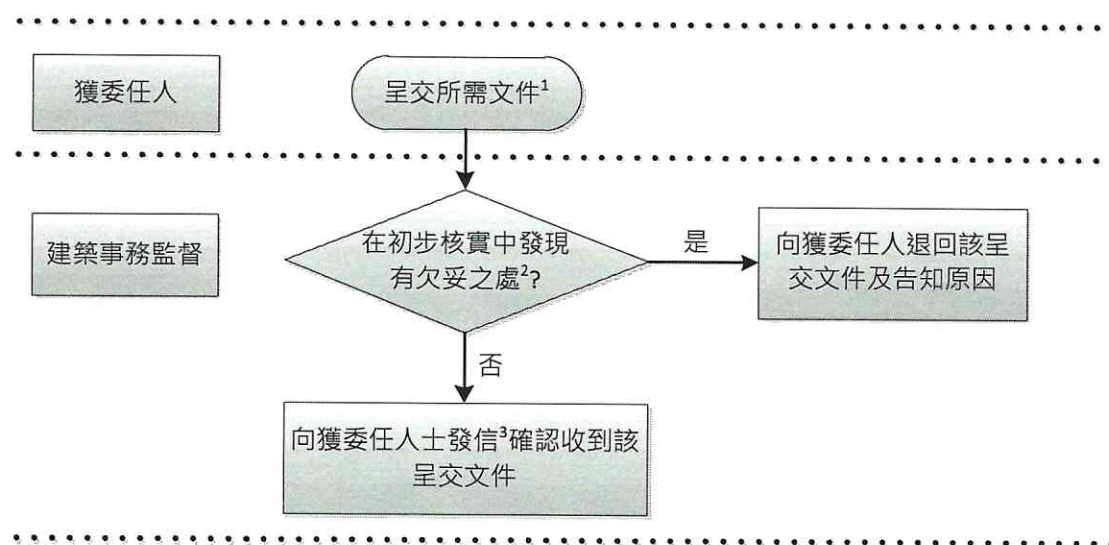 獲委任人
呈交所需文件¹
建築事務監督
在初步核實中發現
有欠妥之處²?
是
向獲委任人退回該呈
交文件及告知原因
否
向獲委任人士發信³確認收到該
呈交文件